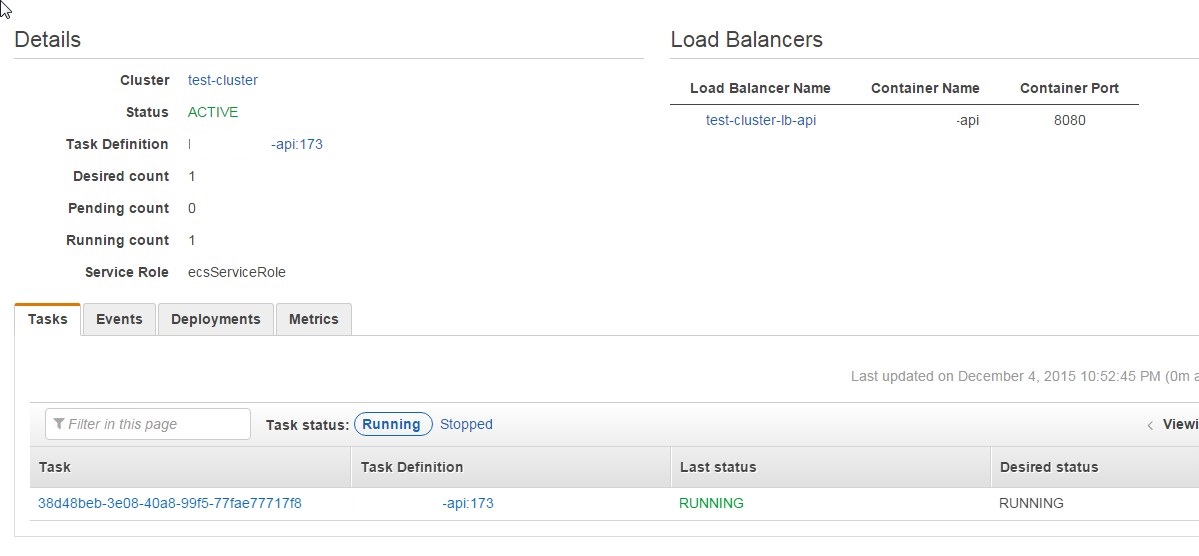 Details
Cluster test-cluster
Status ACTIVE
Task Definition -api:173
Desired count 1
Pending count 0
Running count 1
Service Role ecsServiceRole
Load Balancers
Load Balancer Name Container Name Container Port
test-cluster-lb-api -api 8080
Tasks Events Deployments Metrics
Last updated on December 4, 2015 10:52:45 PM (0m a
Filter in this page Task status: Running Stopped < Viewi
Task Task Definition Last status Desired status
38d48beb-3e08-40a8-99f5-77fae77717f8 -api:173 RUNNING RUNNING